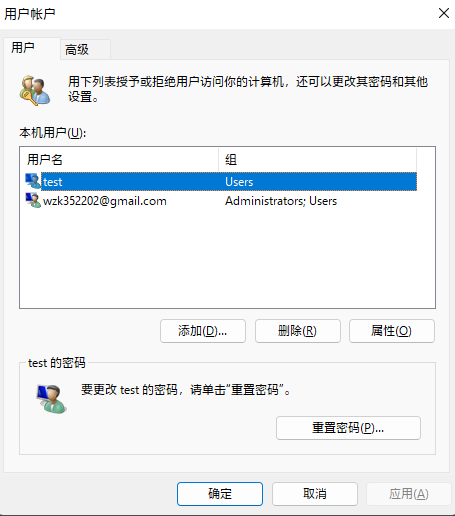 用户帐户
用户 高级
用下列表授予或拒绝用户访问你的计算机，还可以更改其密码和其他
设置。
本机用户(U):
用户名 组
test Users
wzk352202@gmail.com Administrators; Users
添加(D)... 删除(R) 属性(O)
test 的密码
要更改 test 的密码，请单击“重置密码”。
重置密码(P)...
确定 取消 应用(A)